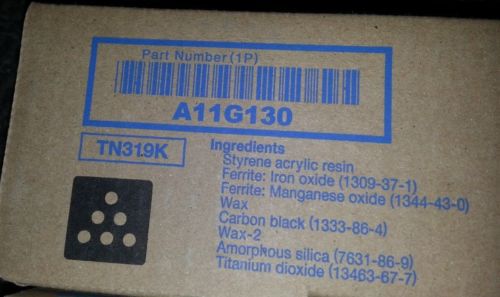 Part Number (1P)
A11G130
TN319K
Ingredients
Styrene acrylic resin
Ferrite: Iron oxide (1309-37-1)
Ferrite: Manganese oxide (1344-43-0)
Wax
Carbon black (1333-86-4)
Wax-2
Amorphous silica (7631-86-9)
Titanium dioxide (13463-67-7)